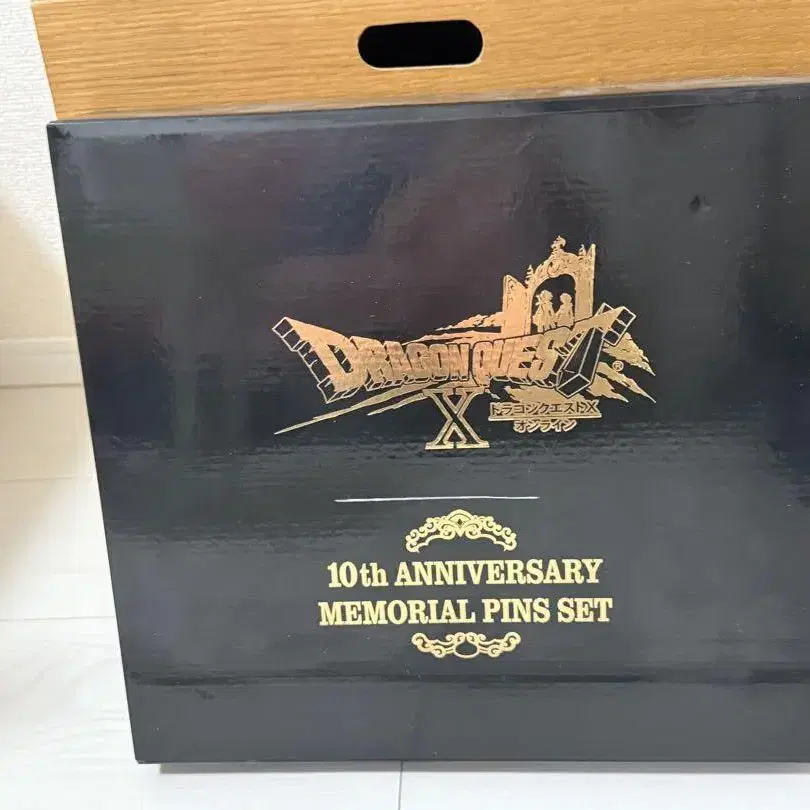 DRAGON QUEST®
X
ドラゴンクエストX
オンライン
10th ANNIVERSARY
MEMORIAL PINS SET